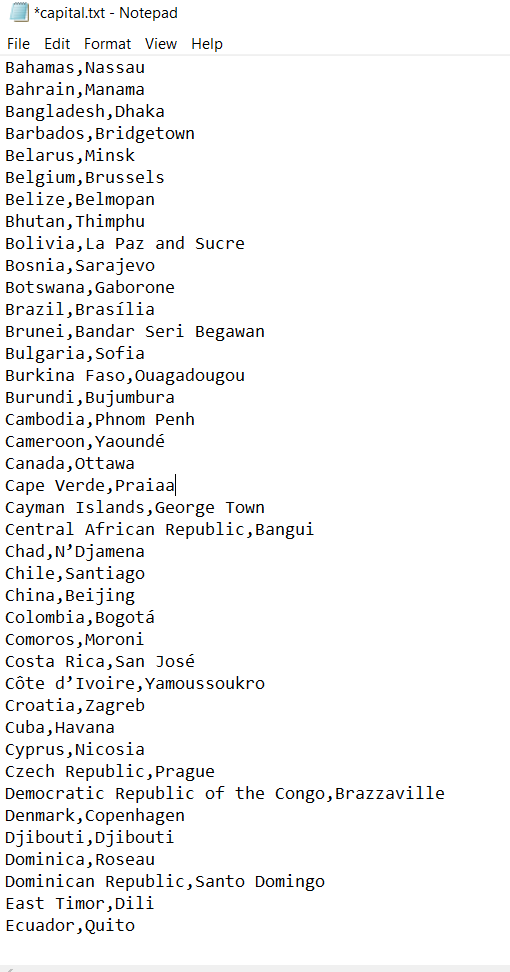 *capital.txt - Notepad
File Edit Format View Help
Bahamas,Nassau
Bahrain,Manama
Bangladesh,Dhaka
Barbados,Bridgetown
Belarus,Minsk
Belgium,Brussels
Belize,Belmopan
Bhutan,Thimphu
Bolivia,La Paz and Sucre
Bosnia,Sarajevo
Botswana,Gaborone
Brazil,Brasília
Brunei,Bandar Seri Begawan
Bulgaria,Sofia
Burkina Faso,Ouagadougou
Burundi,Bujumbura
Cambodia,Phnom Penh
Cameroon,Yaoundé
Canada,Ottawa
Cape Verde,Praiaa
Cayman Islands,George Town
Central African Republic,Bangui
Chad,N’Djamena
Chile,Santiago
China,Beijing
Colombia,Bogotá
Comoros,Moroni
Costa Rica,San José
Côte d’Ivoire,Yamoussoukro
Croatia,Zagreb
Cuba,Havana
Cyprus,Nicosia
Czech Republic,Prague
Democratic Republic of the Congo,Brazzaville
Denmark,Copenhagen
Djibouti,Djibouti
Dominica,Roseau
Dominican Republic,Santo Domingo
East Timor,Dili
Ecuador,Quito